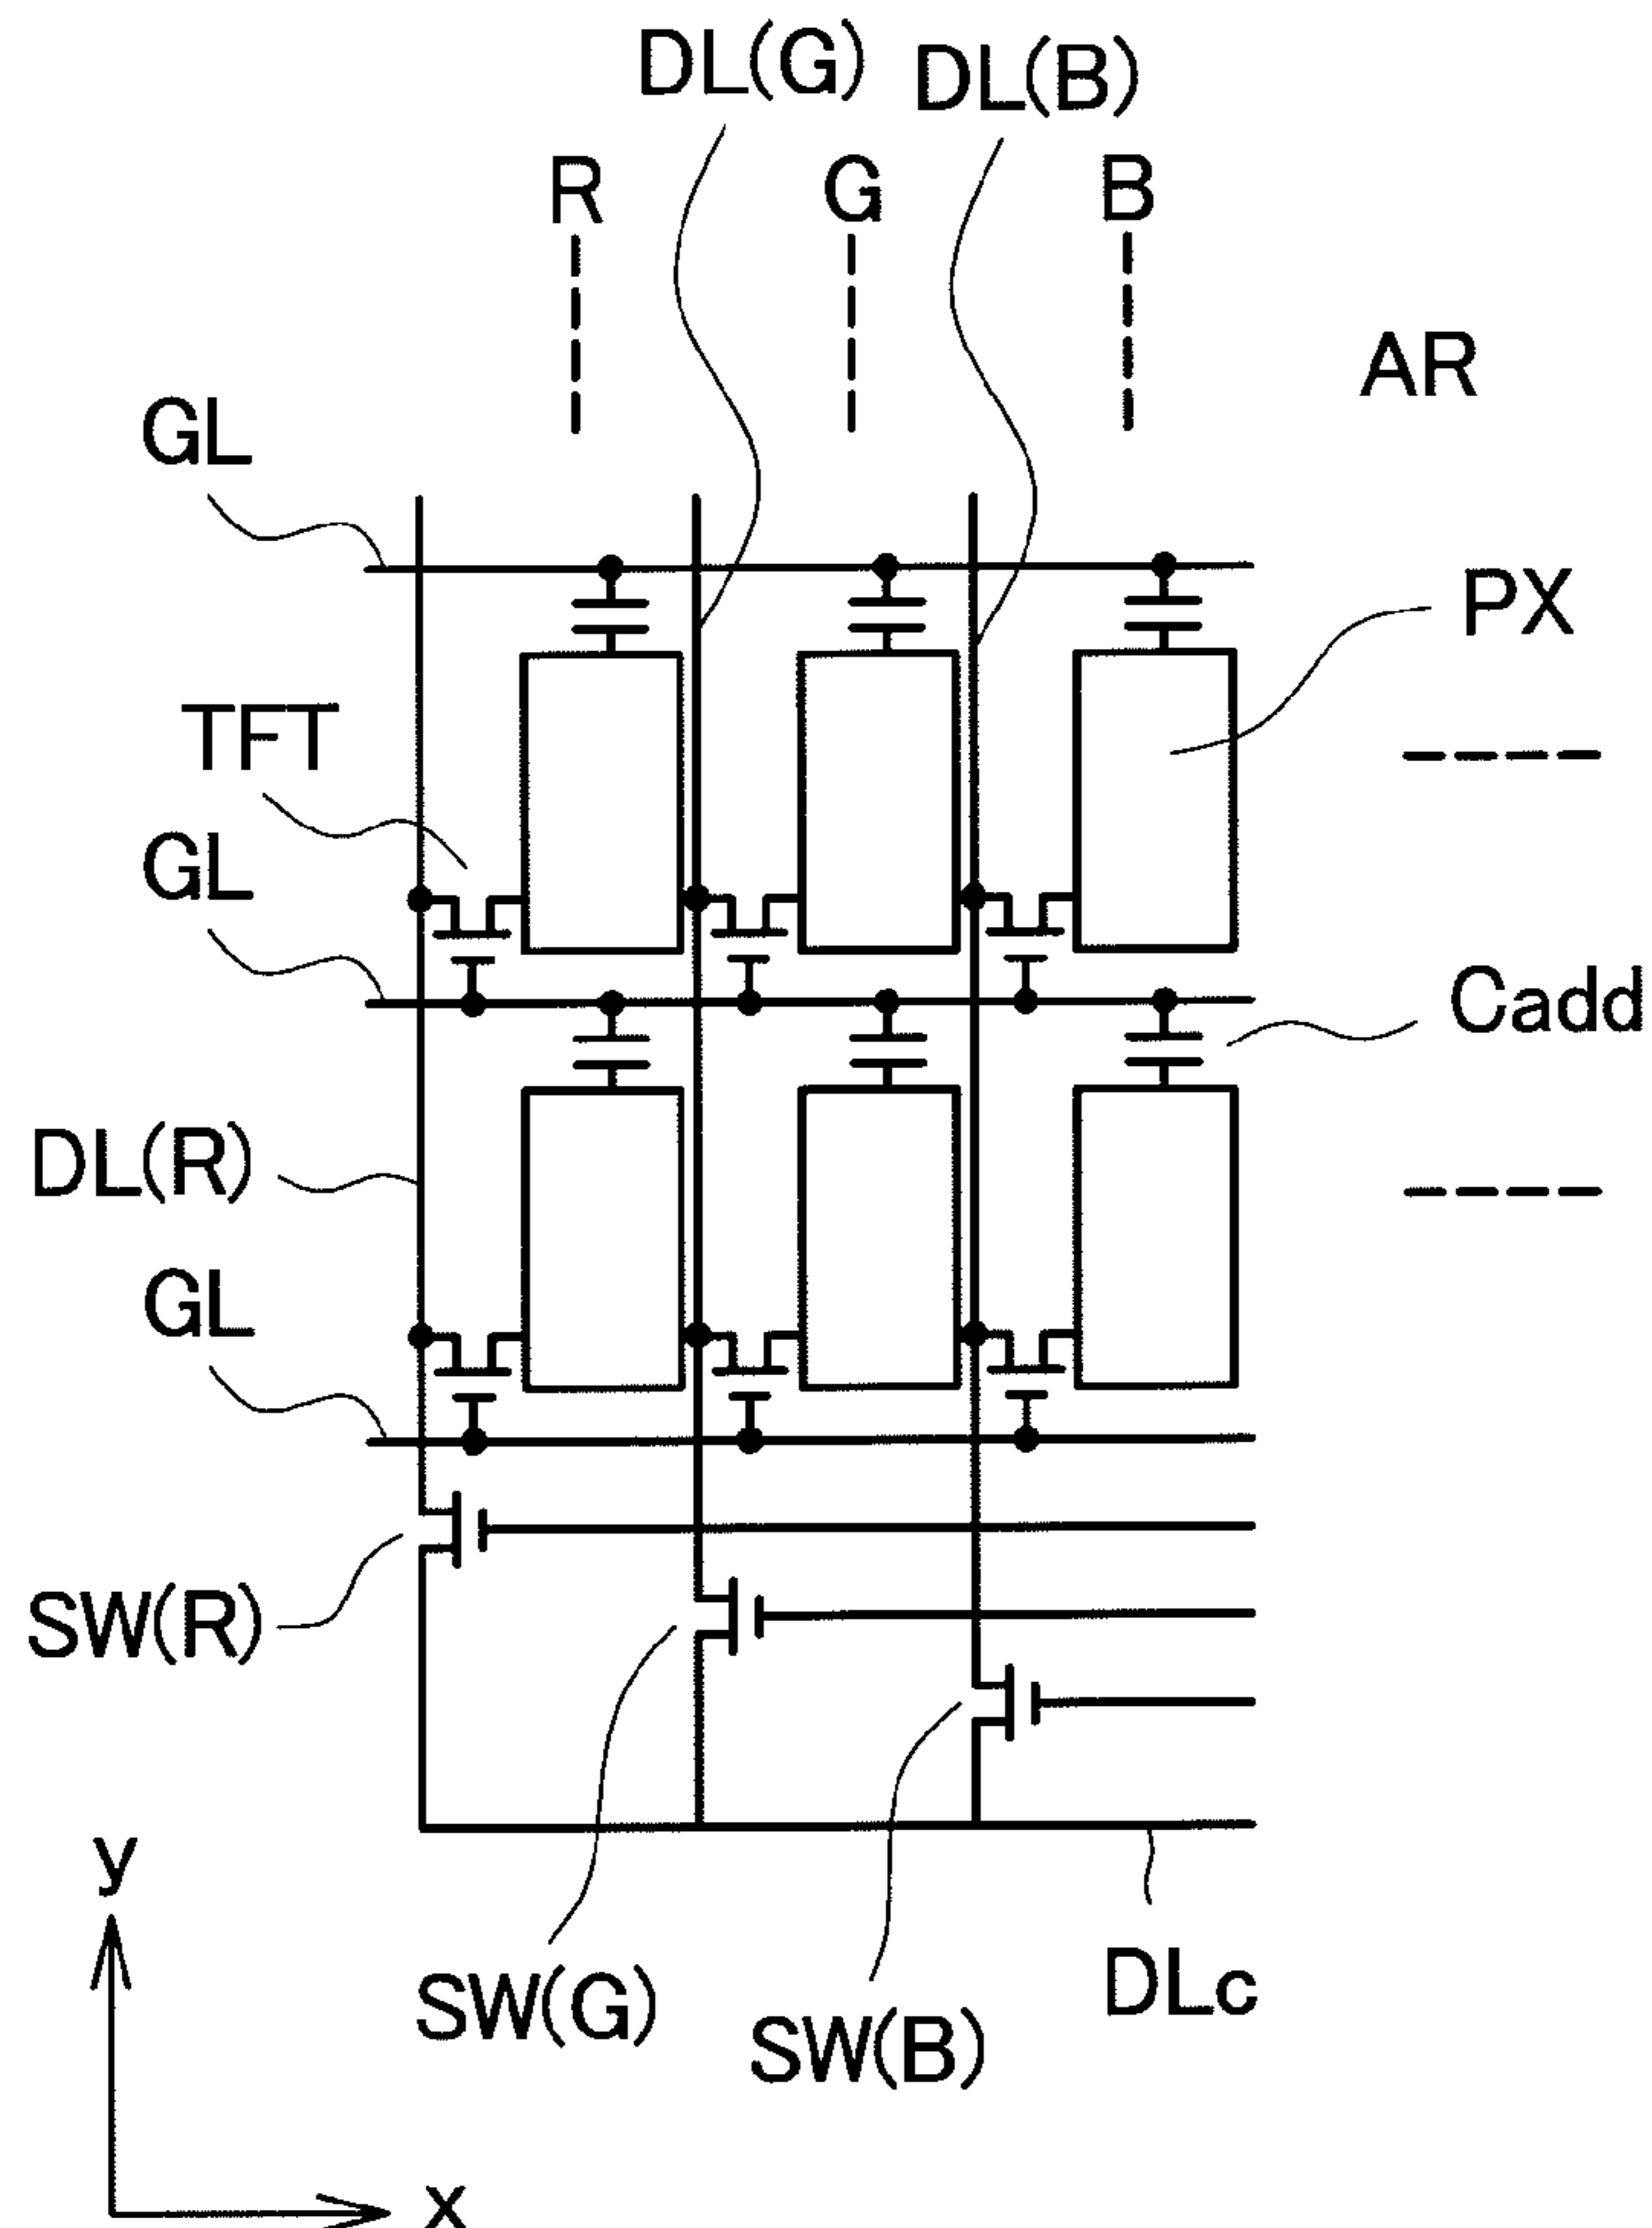 DL(G) DL(B)
R G B
AR
GL
PX
TFT
GL
Cadd
DL(R)
GL
SW(R)
y
DLc
SW(G)
SW(B)
x